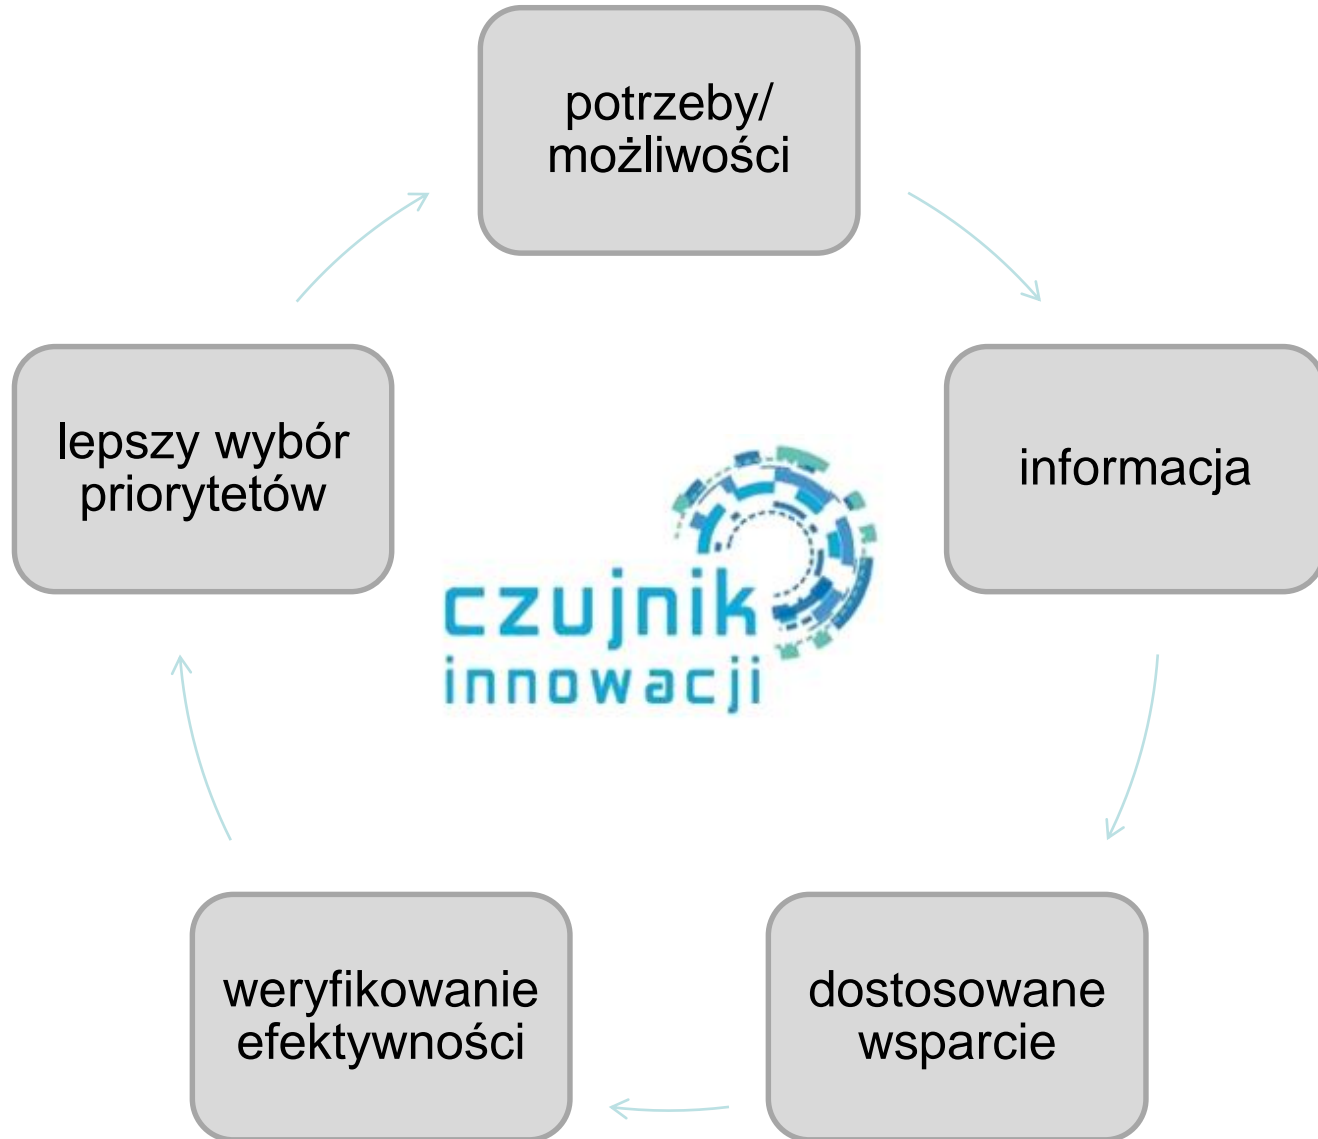 potrzeby/
możliwości
informacja
dostosowane
wsparcie
weryfikowanie
efektywności
lepszy wybór
priorytetów
czujnik
innowacji